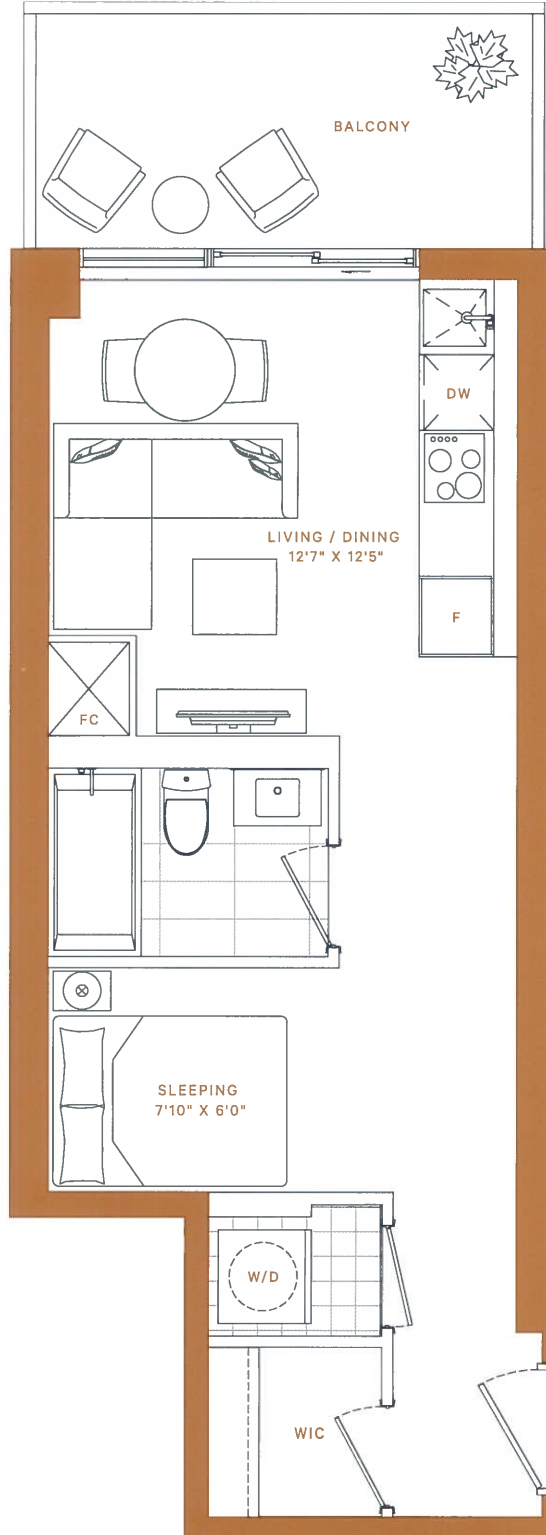 BALCONY
DW
LIVING / DINING
12'7" X 12'5"
F
FC
SLEEPING
7'10" X 6'0"
W/D
WIC